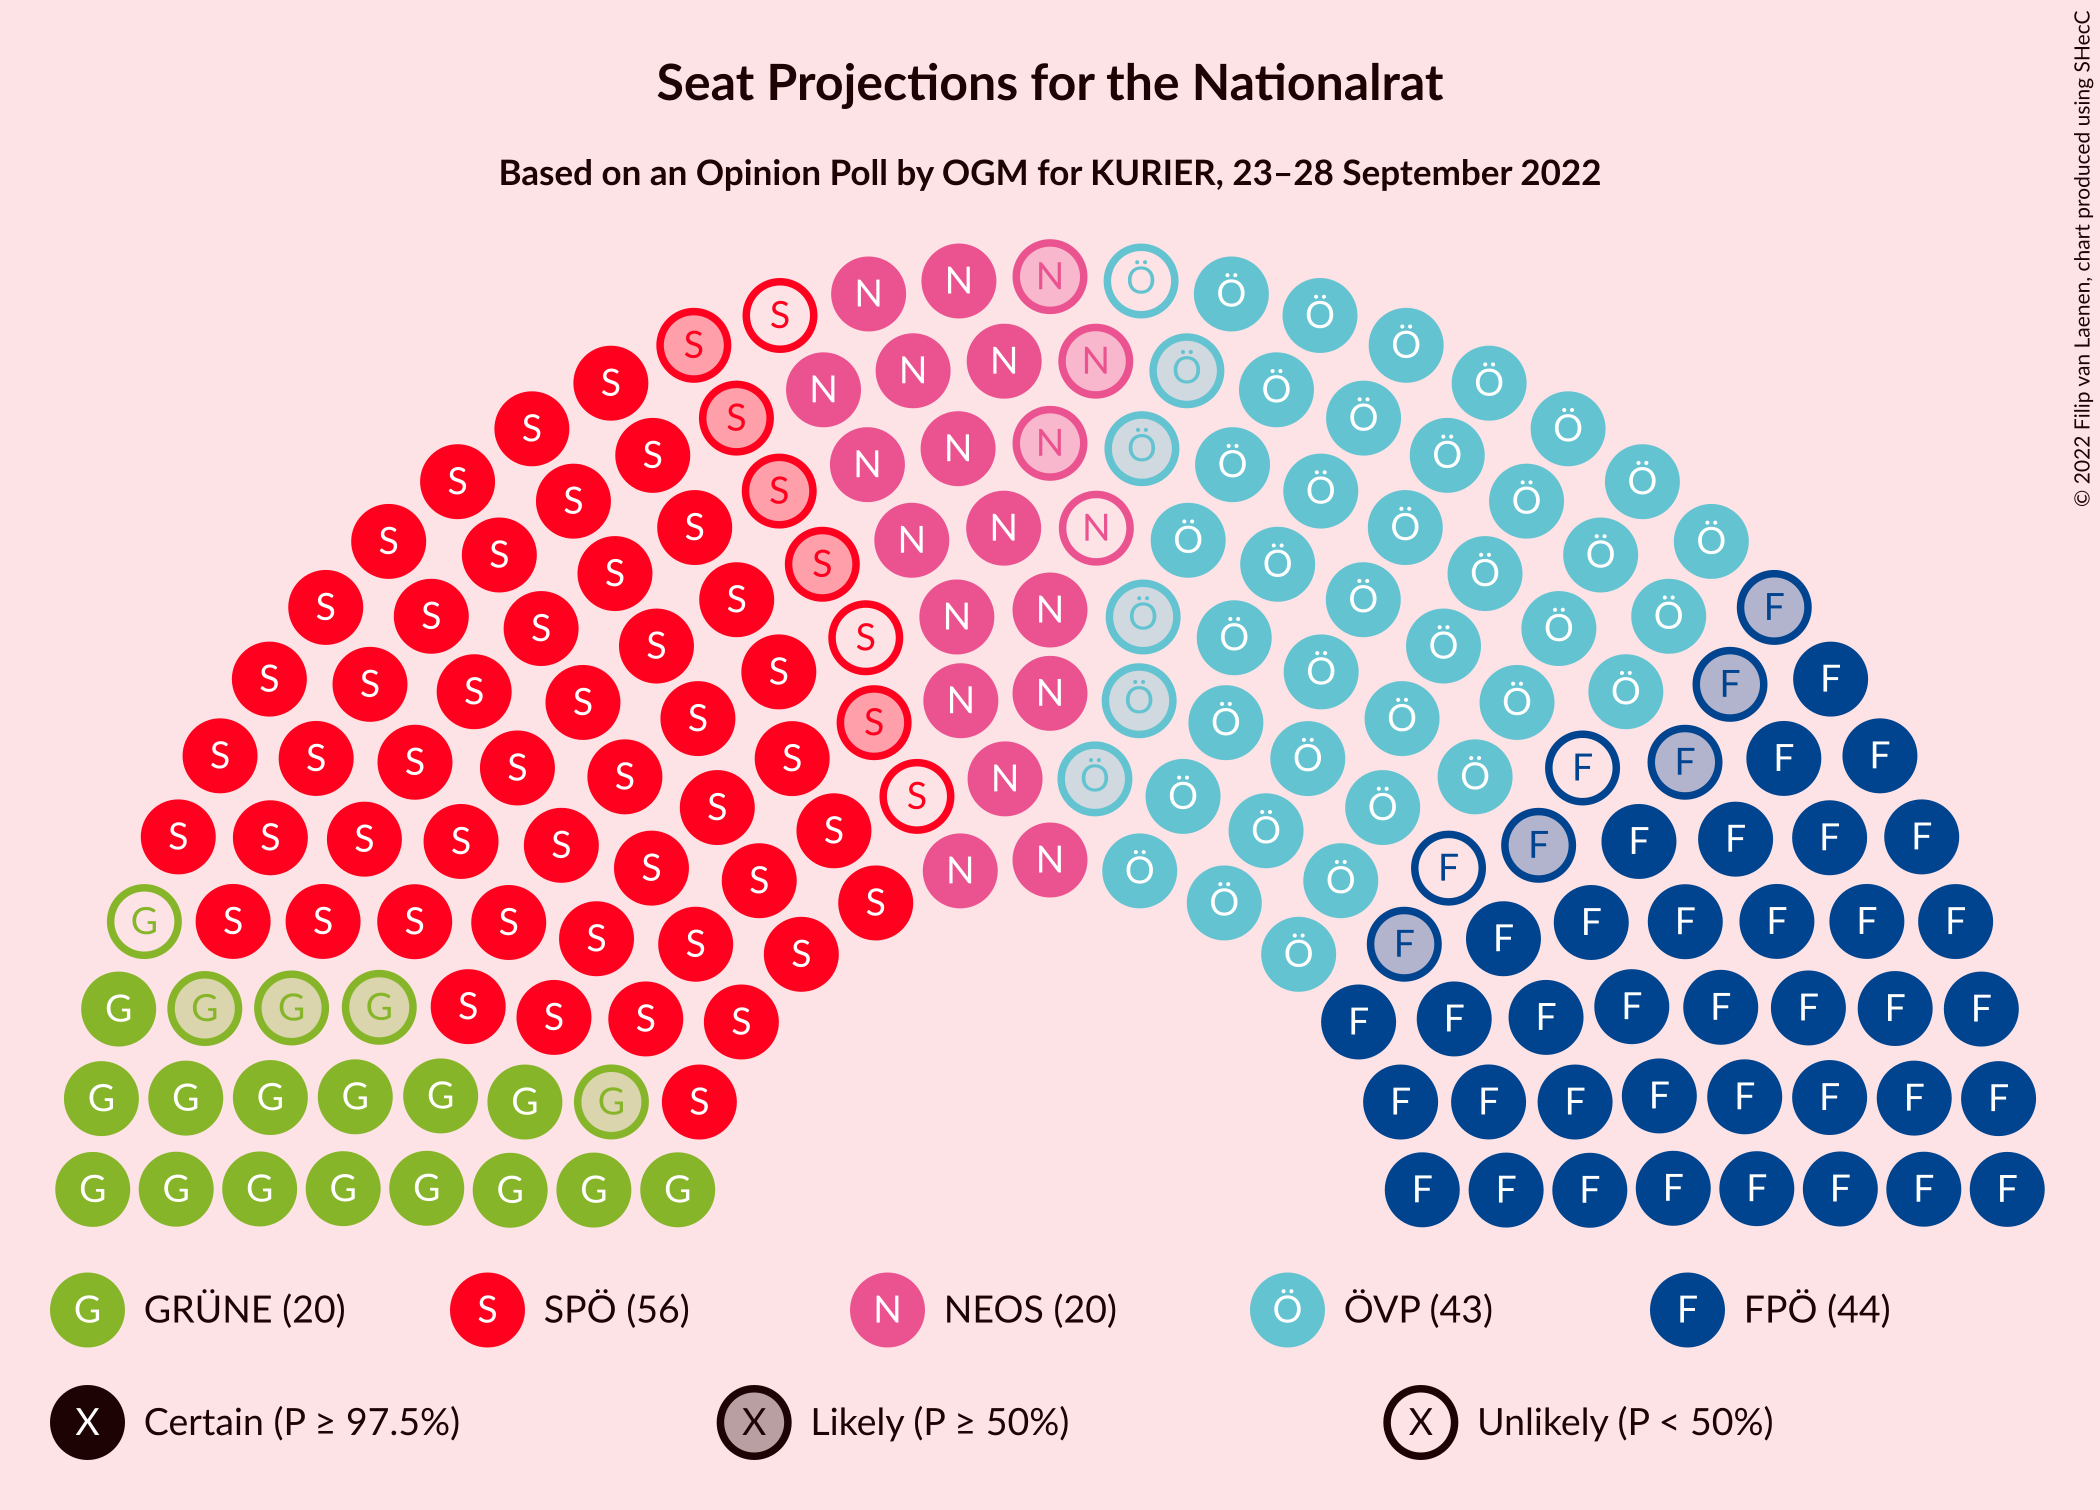 Seat Projections for the Nationalrat
Based on an Opinion Poll by OGM for KURIER, 23–28 September 2022
© 2022 Filip van Laenen, chart produced using SHecC
G GRÜNE (20) S SPÖ (56) N NEOS (20) Ö ÖVP (43) F FPÖ (44)
X Certain (P ≥ 97.5%) X Likely (P ≥ 50%) X Unlikely (P < 50%)